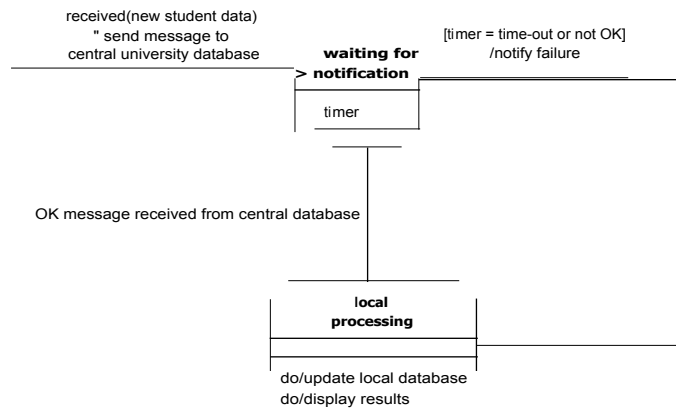 received(new student data)
" send message to
central university database)
waiting for
> notification
[timer = time-out or not OK]
/notify failure
timer
OK message received from central database
local
processing
do/update local database
do/display results